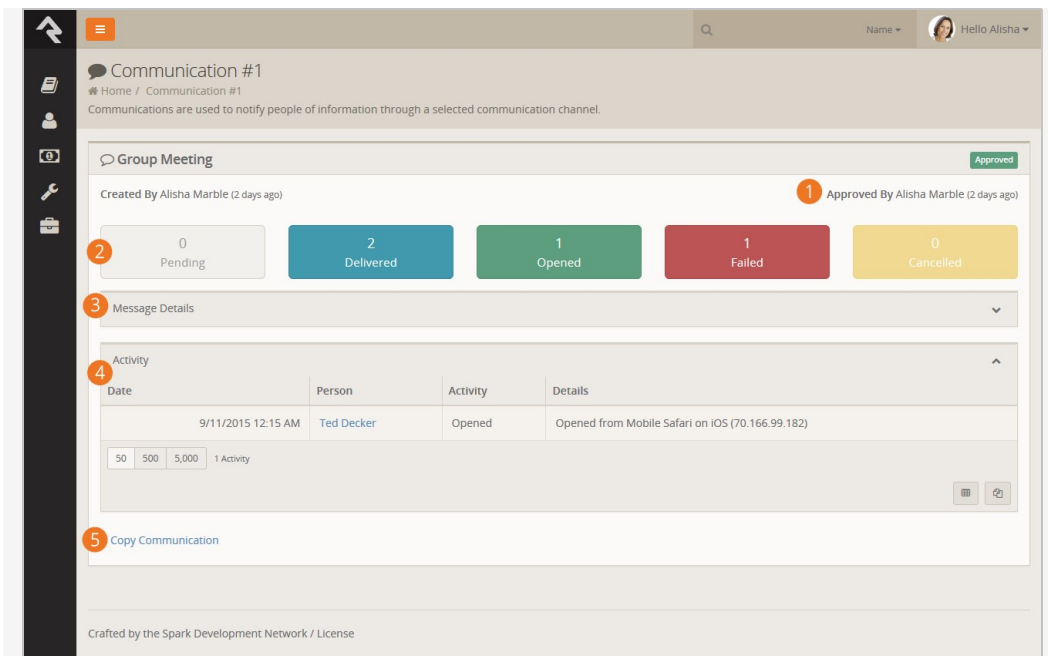 Name
Hello Alisha
Communication #1
Home / Communication #1
Communications are used to notify people of information through a selected communication channel.
Group Meeting
Approved
Created By Alisha Marble (2 days ago)
1 Approved By Alisha Marble (2 days ago)
2
0 Pending
2 Delivered
1 Opened
1 Failed
0 Cancelled
3 Message Details
Activity
4
Date Person Activity Details
9/11/2015 12:15 AM Ted Decker Opened Opened from Mobile Safari on iOS (70.166.99.182)
50 500 5,000 1 Activity
5 Copy Communication
Crafted by the Spark Development Network / License